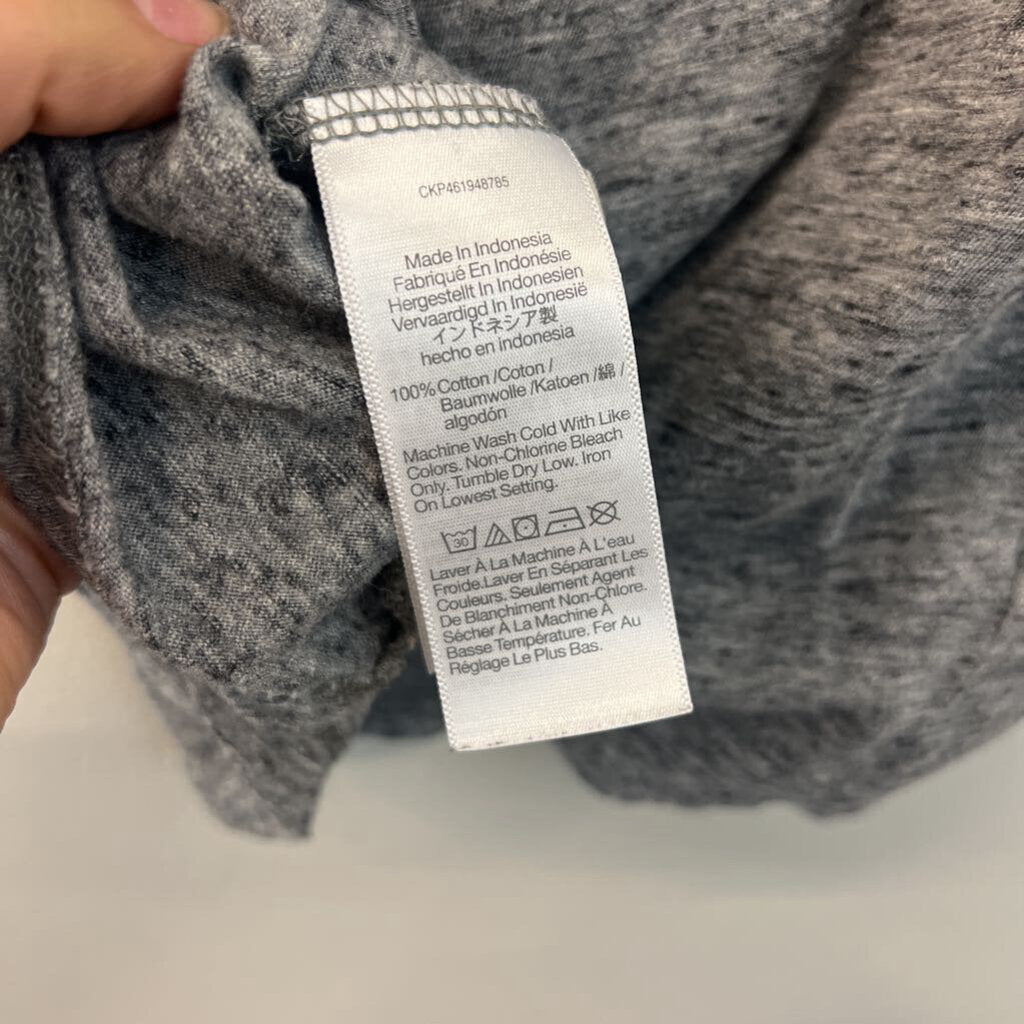 CKP461948785
Made In Indonesia
Fabriqué En Indonésie
Hergestellt In Indonesien
Vervaardigd In Indonesië
インドネシア製
hecho en indonesia
100% Cotton /Coton /
Baumwolle /Katoen /綿 /
algodón
Machine Wash Cold With Like
Colors. Non-Chlorine Bleach
Only. Tumble Dry Low. Iron
On Lowest Setting.
30
Laver À La Machine À L'eau
Froide.Laver En Séparant Les
Couleurs. Seulement Agent
De Blanchiment Non-Chlore.
Sécher À La Machine À
Basse Température. Fer Au
Réglage Le Plus Bas.